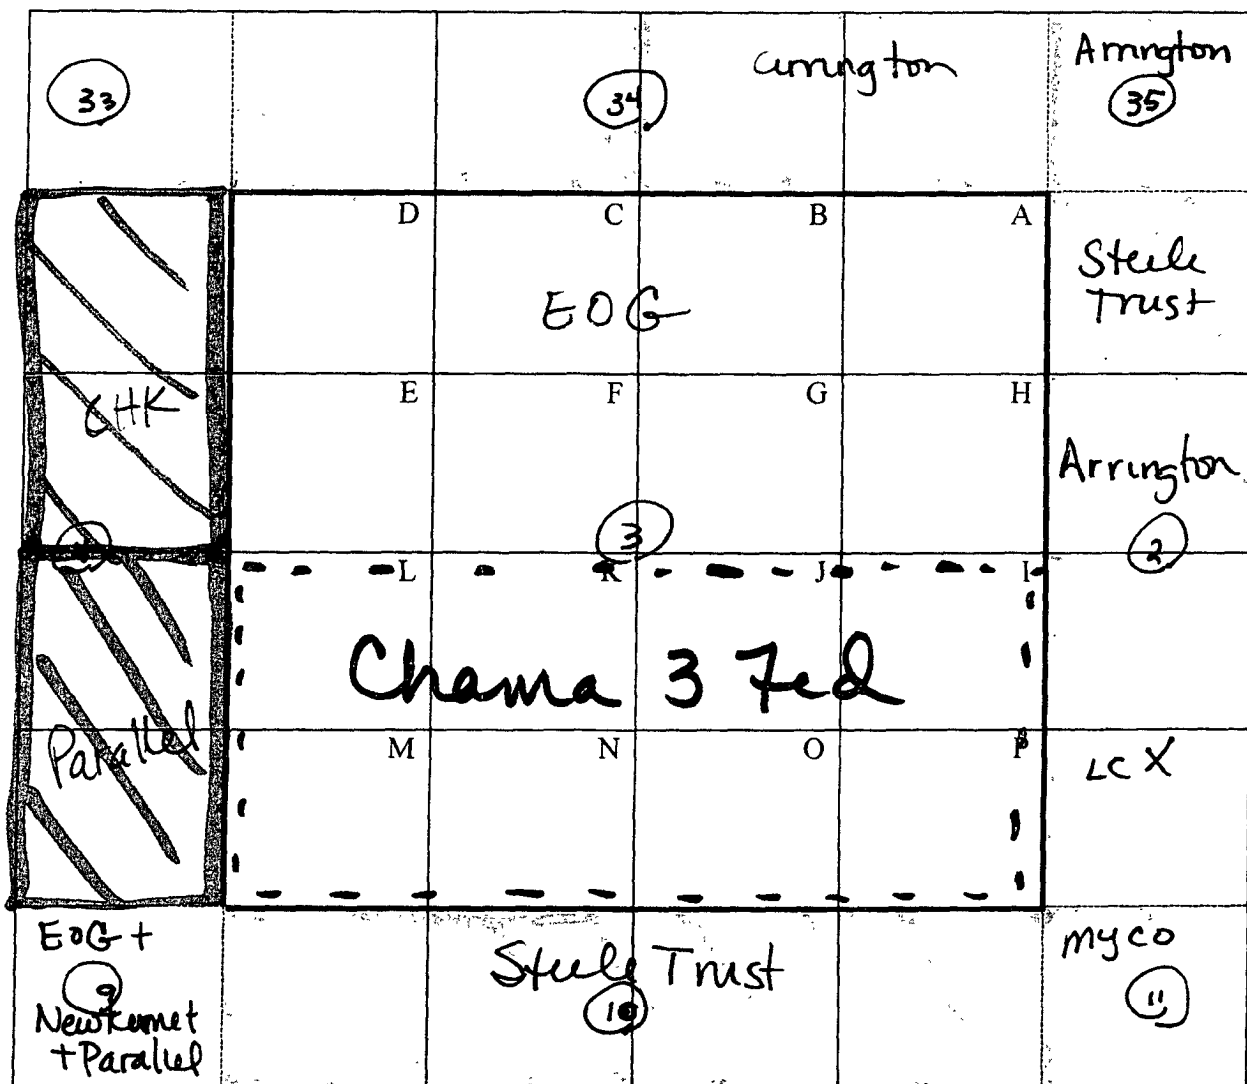 arrington
Arrington
33
34
35
D
C
B
A
Steele
Trust
EOG
E
F
G
H
CHK
Arrington
3
2
L
K
J
I
Chama 3 Fed
Parallel
M
N
O
P
LCX
EOG +
9
+ Parallel
Steele Trust
10
myco
11